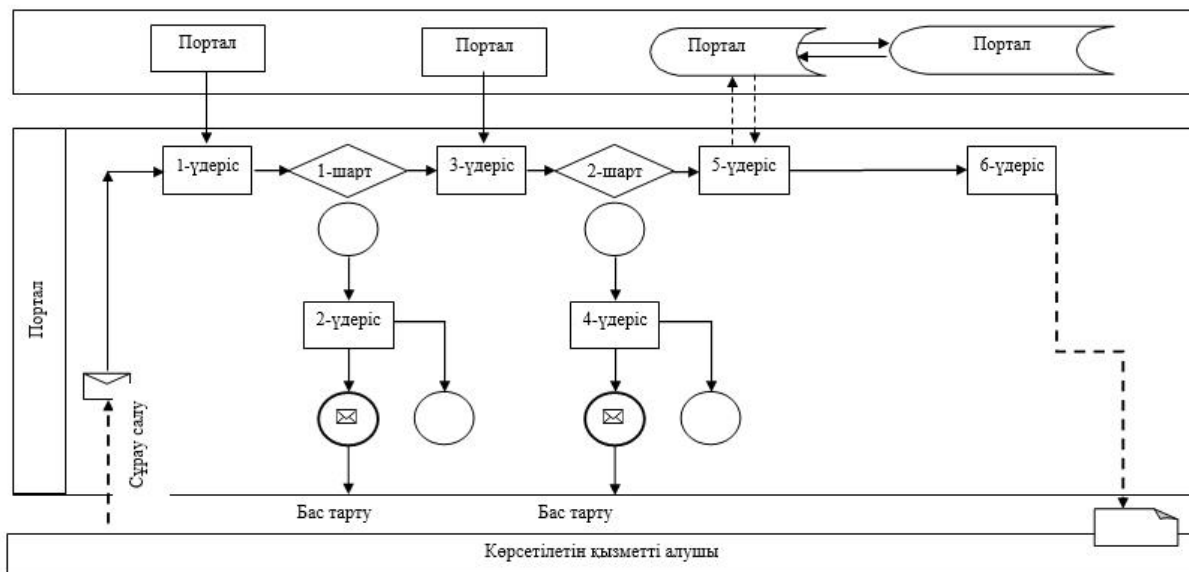 Портал
Портал
Портал
Портал
1-үдеріс
1-шарт
3-үдеріс
2-шарт
5-үдеріс
6-үдеріс
Портал
2-үдеріс
4-үдеріс
Сұрау салу
Бас тарту
Бас тарту
Көрсетілетін қызметті алушы